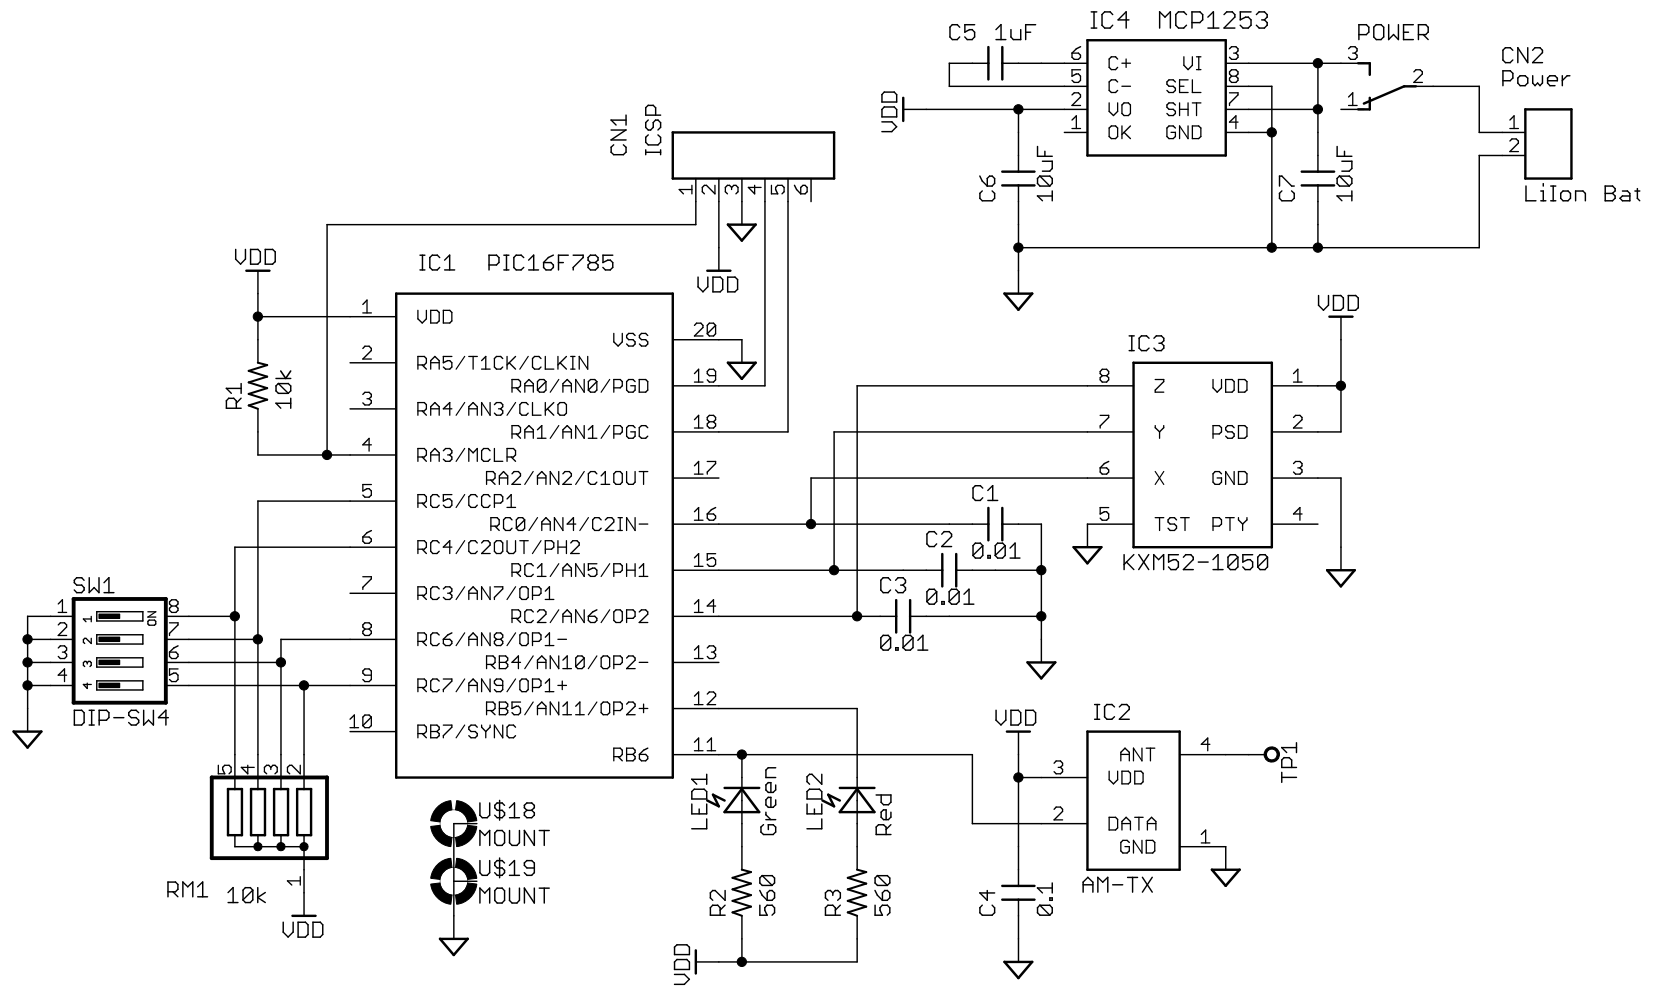 IC4 MCP1253
C5 1uF
6 C+ VI 3
5 C- SEL 8
2 VO SHT 7
1 OK GND 4
VDD
C6 10uF
C7 10uF
POWER
3
2
1
CN2
Power
1
2
LiIon Bat
CN1
ICSP
1 2 3 4 5 6
VDD
VDD
R1 10k
IC1 PIC16F785
1 VDD
VSS 20
2 RA5/T1CK/CLKIN
RA0/AN0/PGD 19
3 RA4/AN3/CLKO
RA1/AN1/PGC 18
4 RA3/MCLR
RA2/AN2/C1OUT 17
5 RC5/CCP1
RC0/AN4/C2IN- 16
6 RC4/C2OUT/PH2
RC1/AN5/PH1 15
7 RC3/AN7/OP1
RC2/AN6/OP2 14
8 RC6/AN8/OP1-
RB4/AN10/OP2- 13
9 RC7/AN9/OP1+
RB5/AN11/OP2+ 12
10 RB7/SYNC
RB6 11
VDD
IC3
8 Z VDD 1
7 Y PSD 2
6 X GND 3
5 TST PTY 4
KXM52-1050
C1
0.01
C2
0.01
C3
0.01
SW1
1 1 ON 8
2 2 7
3 3 6
4 4 5
DIP-SW4
5 4 3 2
RM1 10k
1
VDD
U$18
MOUNT
U$19
MOUNT
LED1 Green
LED2 Red
R2 560
R3 560
VDD
VDD
IC2
ANT 4
3 VDD
2 DATA
GND 1
AM-TX
TP1
C4 0.1